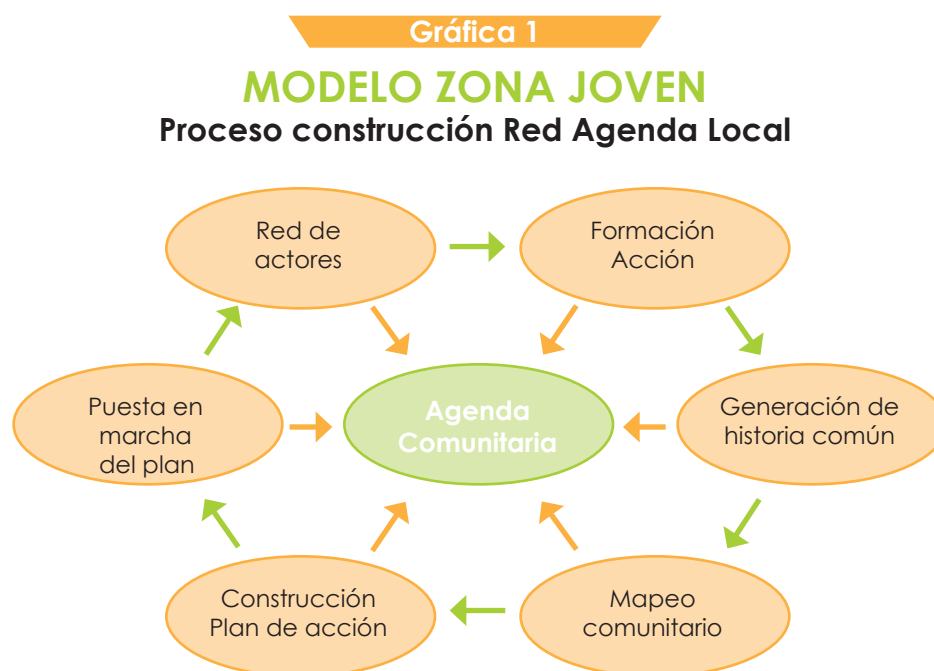 Gráfica 1
MODELO ZONA JOVEN
Proceso construcción Red Agenda Local
Red de
actores
Formación
Acción
Generación de
historia común
Mapeo
comunitario
Construcción
Plan de acción
Puesta en
marcha
del plan
Agenda
Comunitaria